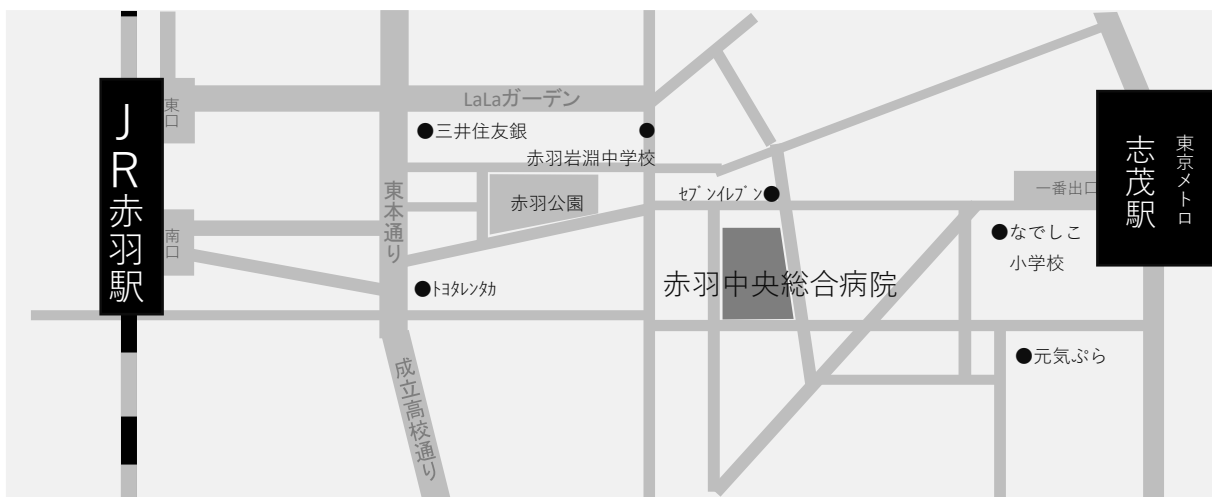 JR赤羽駅
東口
南口
LaLaガーデン
●三井住友銀
赤羽岩淵中学校
東本通り
赤羽公園
ｾﾌﾞﾝｲﾚﾌﾞﾝ●
一番出口
東京メトロ
志茂駅
●なでしこ
小学校
●ﾄﾖﾀﾚﾝﾀｶ
赤羽中央総合病院
●元気ぷら
成立高校通り